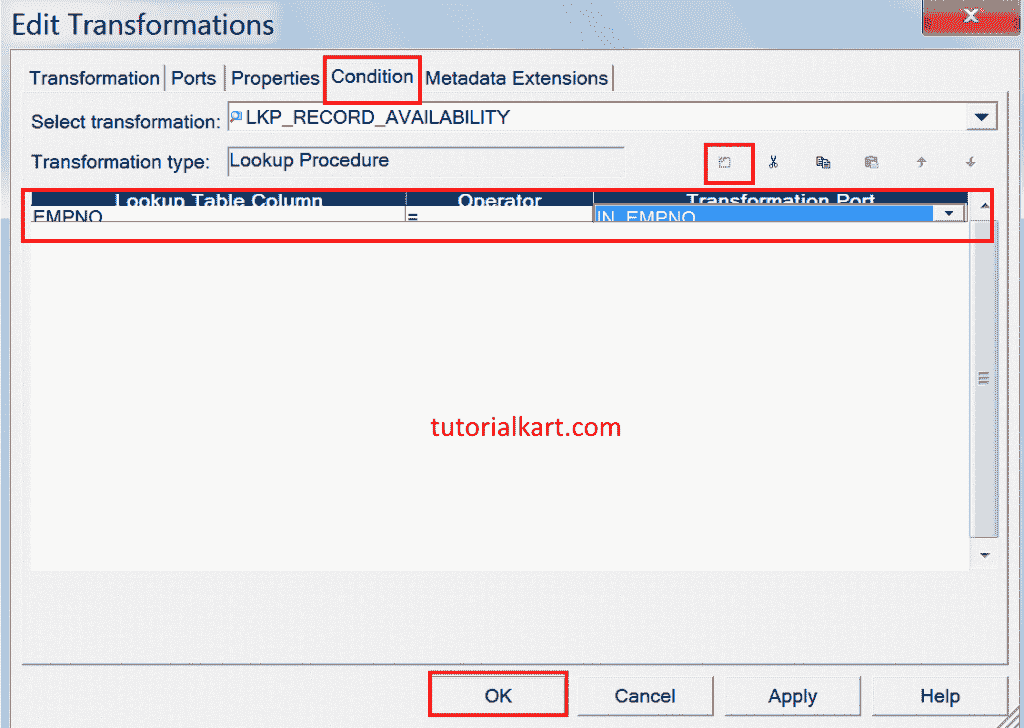 Edit Transformations
Transformation Ports Properties Condition Metadata Extensions
Select transformation: LKP_RECORD_AVAILABILITY
Transformation type: Lookup Procedure
Lookup Table Column Operator Transformation Port
EMPNO = IN_EMPNO
tutorialkart.com
OK Cancel Apply Help